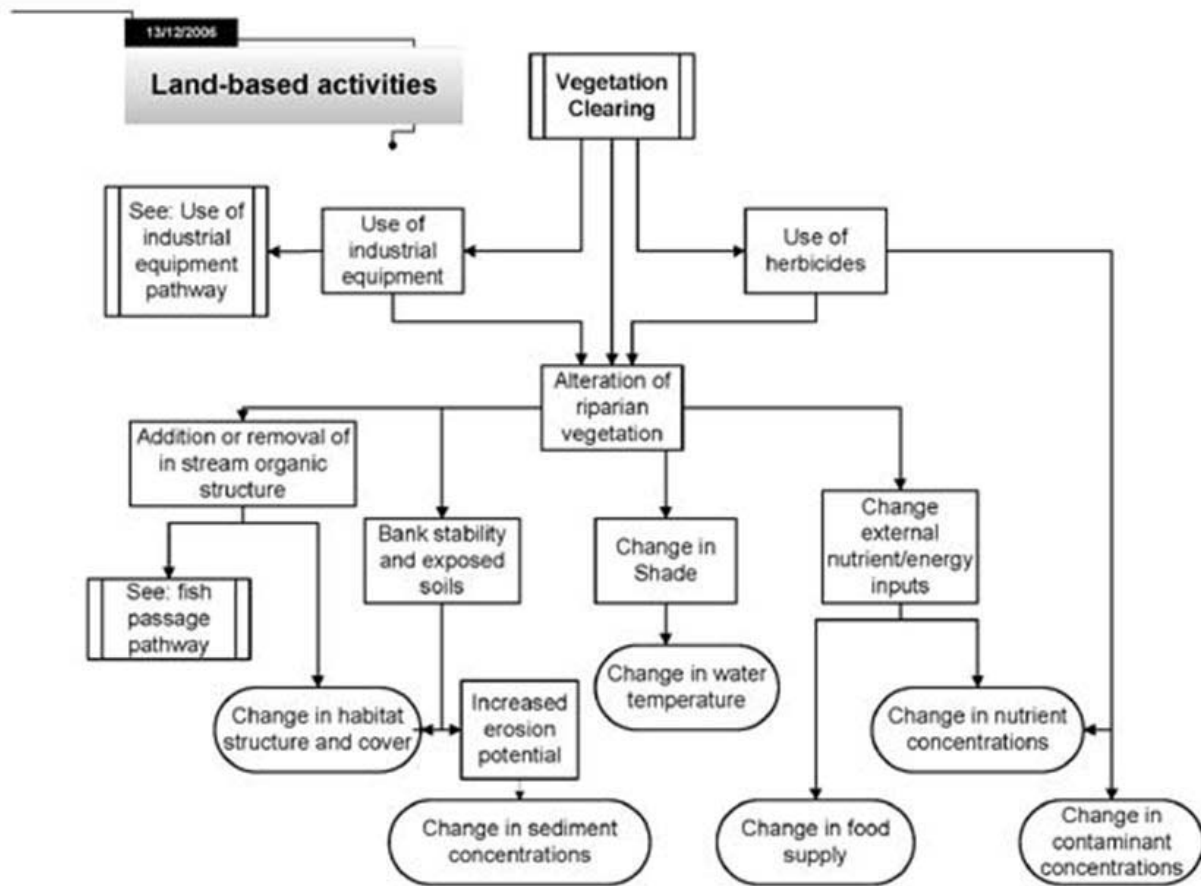 13/12/2006
Land-based activities
Vegetation
Clearing
See: Use of
industrial
equipment
pathway
Use of
industrial
equipment
Use of
herbicides
Alteration of
riparian
vegetation
Addition or removal of
in stream organic
structure
Bank stability
and exposed
soils
Change in
Shade
Change
external
nutrient/energy
inputs
See: fish
passage
pathway
Change in habitat
structure and cover
Increased
erosion
potential
Change in water
temperature
Change in nutrient
concentrations
Change in sediment
concentrations
Change in food
supply
Change in
contaminant
concentrations